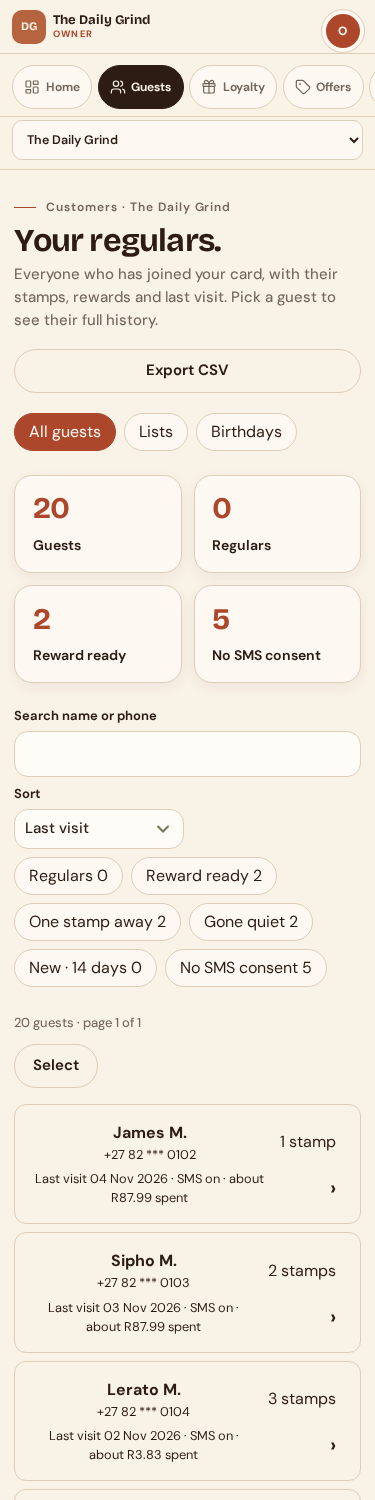 DG
The Daily Grind
OWNER
O
Home
Guests
Loyalty
Offers
The Daily Grind
Customers · The Daily Grind
Your regulars.
Everyone who has joined your card, with their
stamps, rewards and last visit. Pick a guest to
see their full history.
Export CSV
All guests
Lists
Birthdays
20
Guests
0
Regulars
2
Reward ready
5
No SMS consent
Search name or phone
Sort
Last visit
Regulars 0
Reward ready 2
One stamp away 2
Gone quiet 2
New · 14 days 0
No SMS consent 5
20 guests · page 1 of 1
Select
James M.
+27 82 *** 0102
Last visit 04 Nov 2026 · SMS on · about
R87.99 spent
1 stamp
›
Sipho M.
+27 82 *** 0103
Last visit 03 Nov 2026 · SMS on ·
about R87.99 spent
2 stamps
›
Lerato M.
+27 82 *** 0104
Last visit 02 Nov 2026 · SMS on ·
about R3.83 spent
3 stamps
›